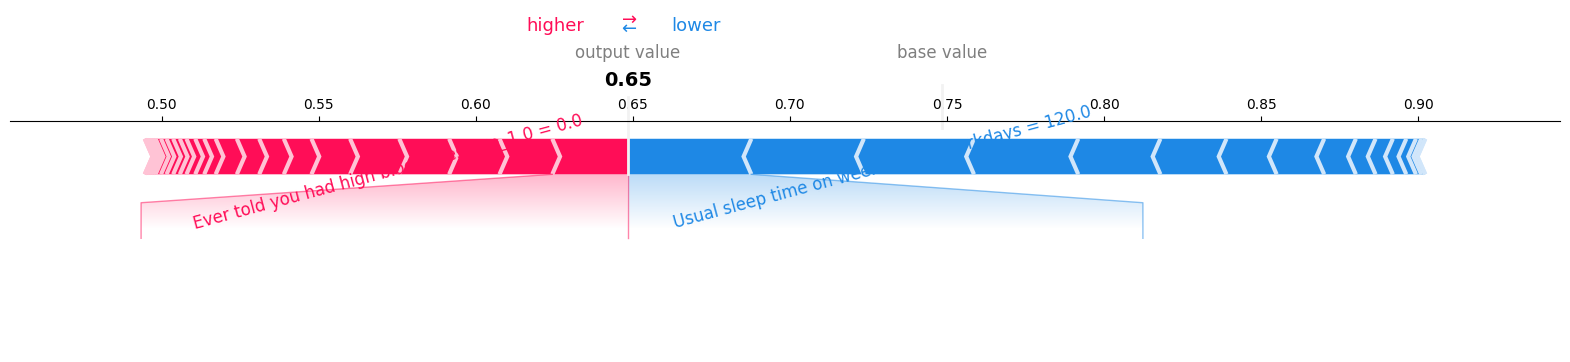 higher ⇄ lower
output value base value
0.65
0.50 0.55 0.60 0.65 0.70 0.75 0.80 0.85 0.90
Ever told you had high 1.0 = 0.0
Usual sleep time on = 120.0